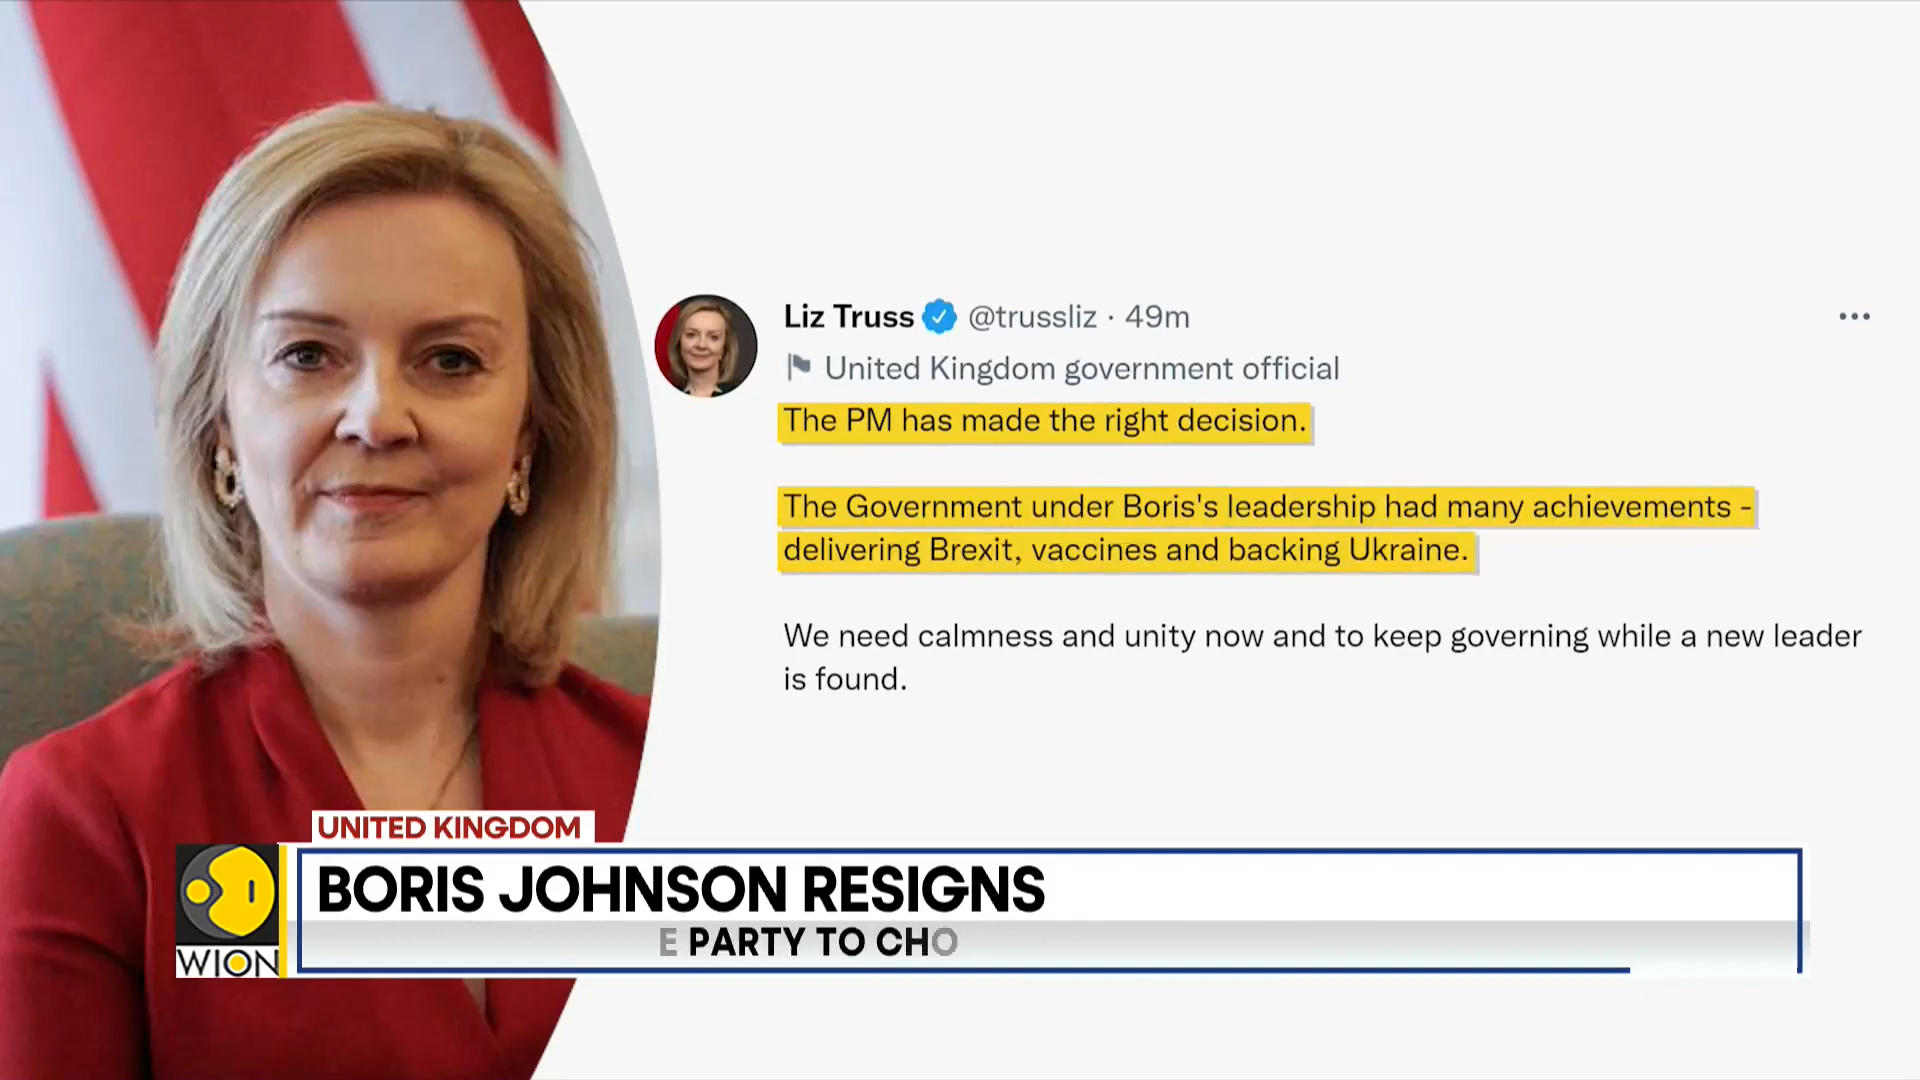 Liz Truss @trussliz · 49m
United Kingdom government official
The PM has made the right decision.
The Government under Boris's leadership had many achievements -
delivering Brexit, vaccines and backing Ukraine.
We need calmness and unity now and to keep governing while a new leader
is found.
UNITED KINGDOM
BORIS JOHNSON RESIGNS
E PARTY TO CHO
WION